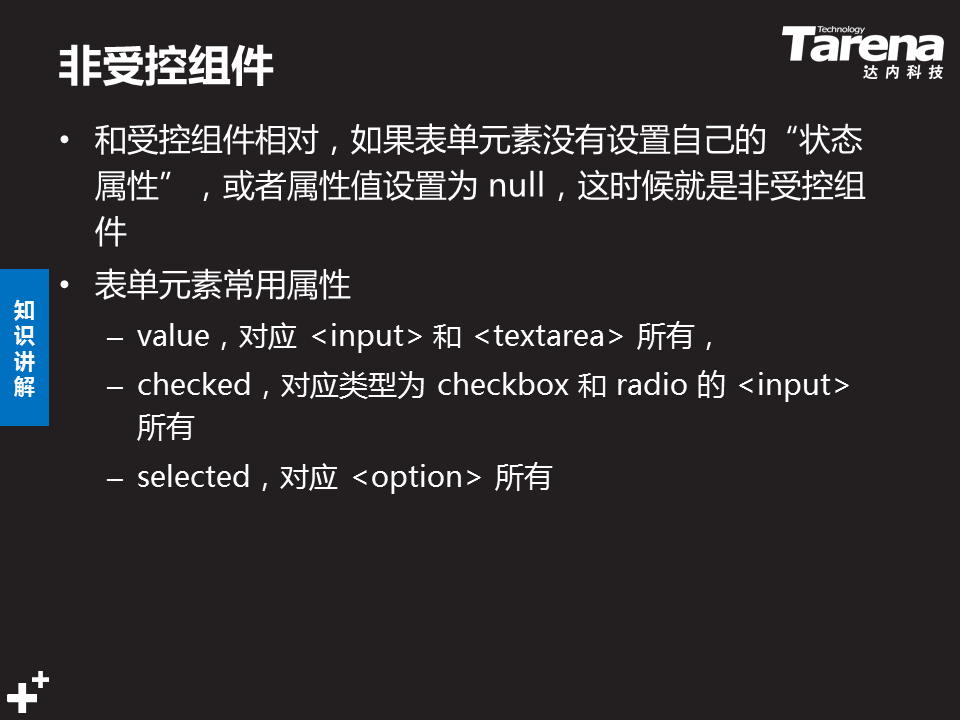 非受控组件
Technology
Tarena
达内科技
• 和受控组件相对，如果表单元素没有设置自己的“状态
属性”，或者属性值设置为 null，这时候就是非受控组
件
• 表单元素常用属性
– value，对应 <input> 和 <textarea> 所有，
– checked，对应类型为 checkbox 和 radio 的 <input>
所有
– selected，对应 <option> 所有
知
识
讲
解